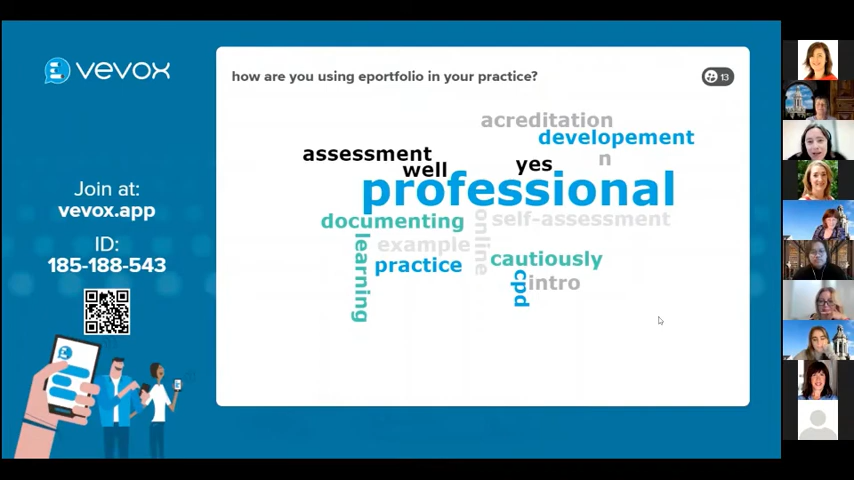 vevox
Join at:
vevox.app
ID:
185-188-543
how are you using eportfolio in your practice?
13
acreditation
developement
n
assessment
well
yes
professional
documenting
self-assessment
online
example
learning
practice
cautiously
cpd
intro